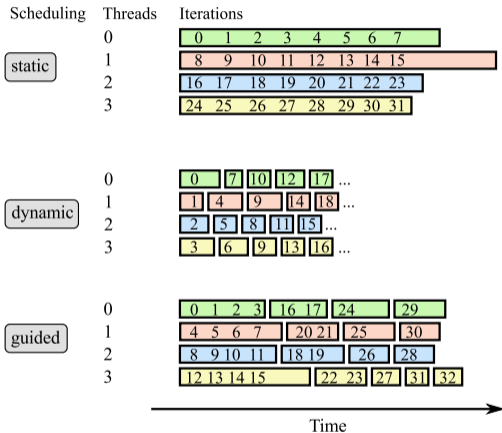 Scheduling Threads Iterations
0 0 1 2 3 4 5 6 7
static
1 8 9 10 11 12 13 14 15
2 16 17 18 19 20 21 22 23
3 24 25 26 27 28 29 30 31
0 0 7 10 12 17 ...
dynamic
1 1 4 9 14 18 ...
2 2 5 8 11 15 ...
3 3 6 9 13 16 ...
0 0 1 2 3 16 17 24 29
guided
1 4 5 6 7 20 21 25 30
2 8 9 10 11 18 19 26 28
3 12 13 14 15 22 23 27 31 32
Time